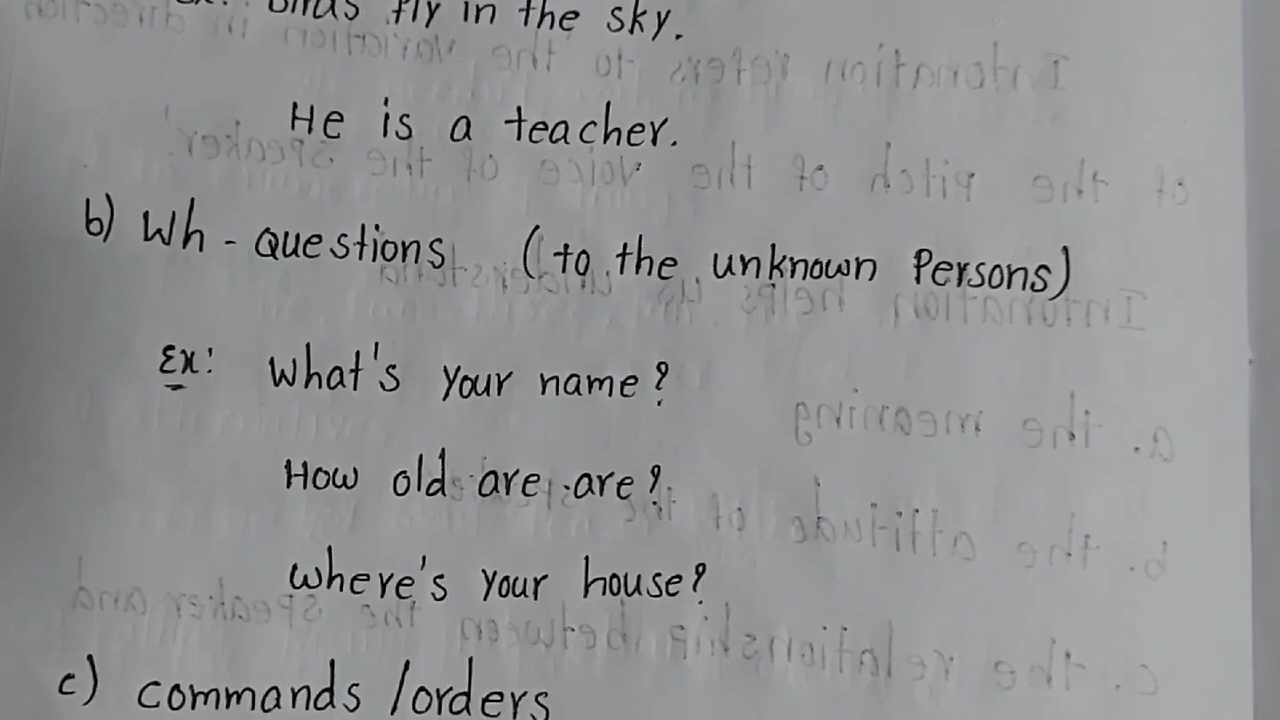 Birds fly in the sky.
He is a teacher.
b) Wh - questions (to the unknown Persons)
Ex: What's your name?
How old are are?
where's your house?
c) commands /orders